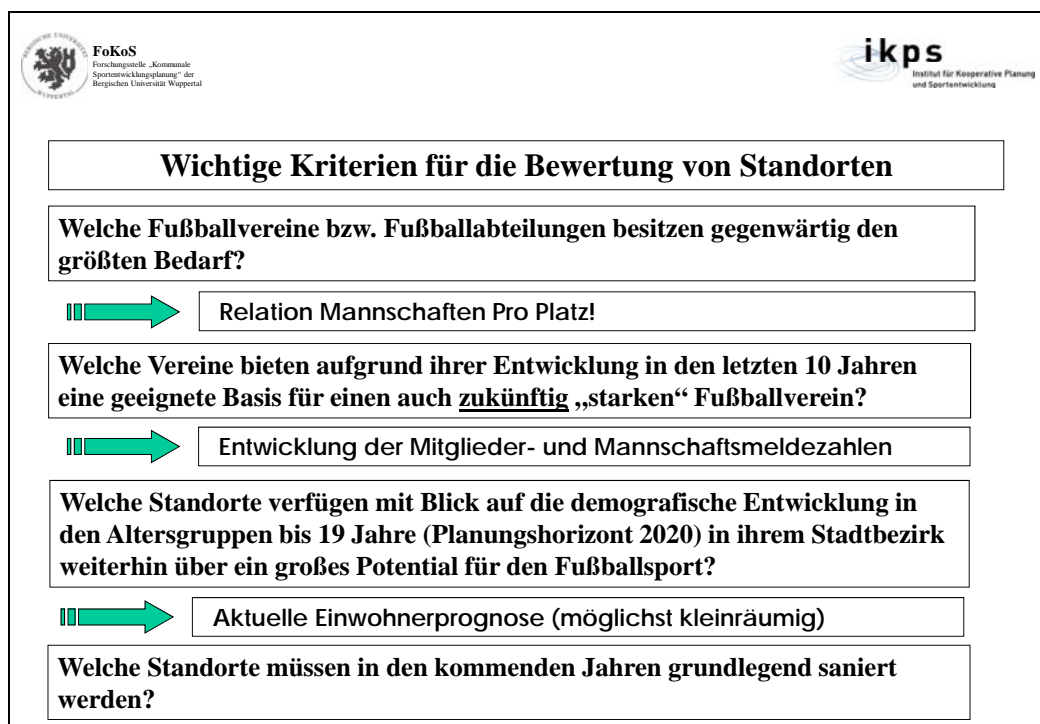 BERGISCHE UNIVERSITÄT
WUPPERTAL
FoKoS
Forschungsstelle „Kommunale
Sportentwicklungsplanung“ der
Bergischen Universität Wuppertal
ikps
Institut für Kooperative Planung
und Sportentwicklung
Wichtige Kriterien für die Bewertung von Standorten
Welche Fußballvereine bzw. Fußballabteilungen besitzen gegenwärtig den
größten Bedarf?
Relation Mannschaften Pro Platz!
Welche Vereine bieten aufgrund ihrer Entwicklung in den letzten 10 Jahren
eine geeignete Basis für einen auch zukünftig „starken“ Fußballverein?
Entwicklung der Mitglieder- und Mannschaftsmeldezahlen
Welche Standorte verfügen mit Blick auf die demografische Entwicklung in
den Altersgruppen bis 19 Jahre (Planungshorizont 2020) in ihrem Stadtbezirk
weiterhin über ein großes Potential für den Fußballsport?
Aktuelle Einwohnerprognose (möglichst kleinräumig)
Welche Standorte müssen in den kommenden Jahren grundlegend saniert
werden?